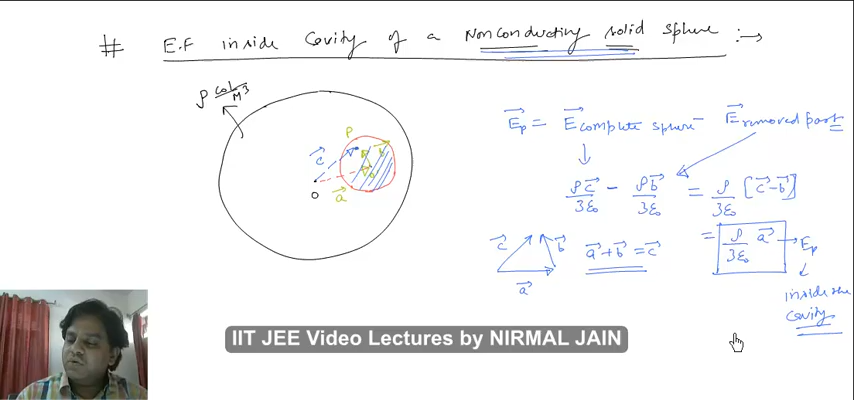 # E.F inside Cavity of a Nonconducting solid sphere :→
ρ Col/M³
P
c⃗
b
O
a⃗
E⃗p = E⃗complete sphere - E⃗removed part
ρc⃗/3ε₀ - ρb⃗/3ε₀ = ρ/3ε₀ [c⃗-b⃗]
= ρ/3ε₀ a⃗ → Ep
inside the
cavity
c⃗ b⃗ a⃗+b⃗=c⃗
a⃗
IIT JEE Video Lectures by NIRMAL JAIN